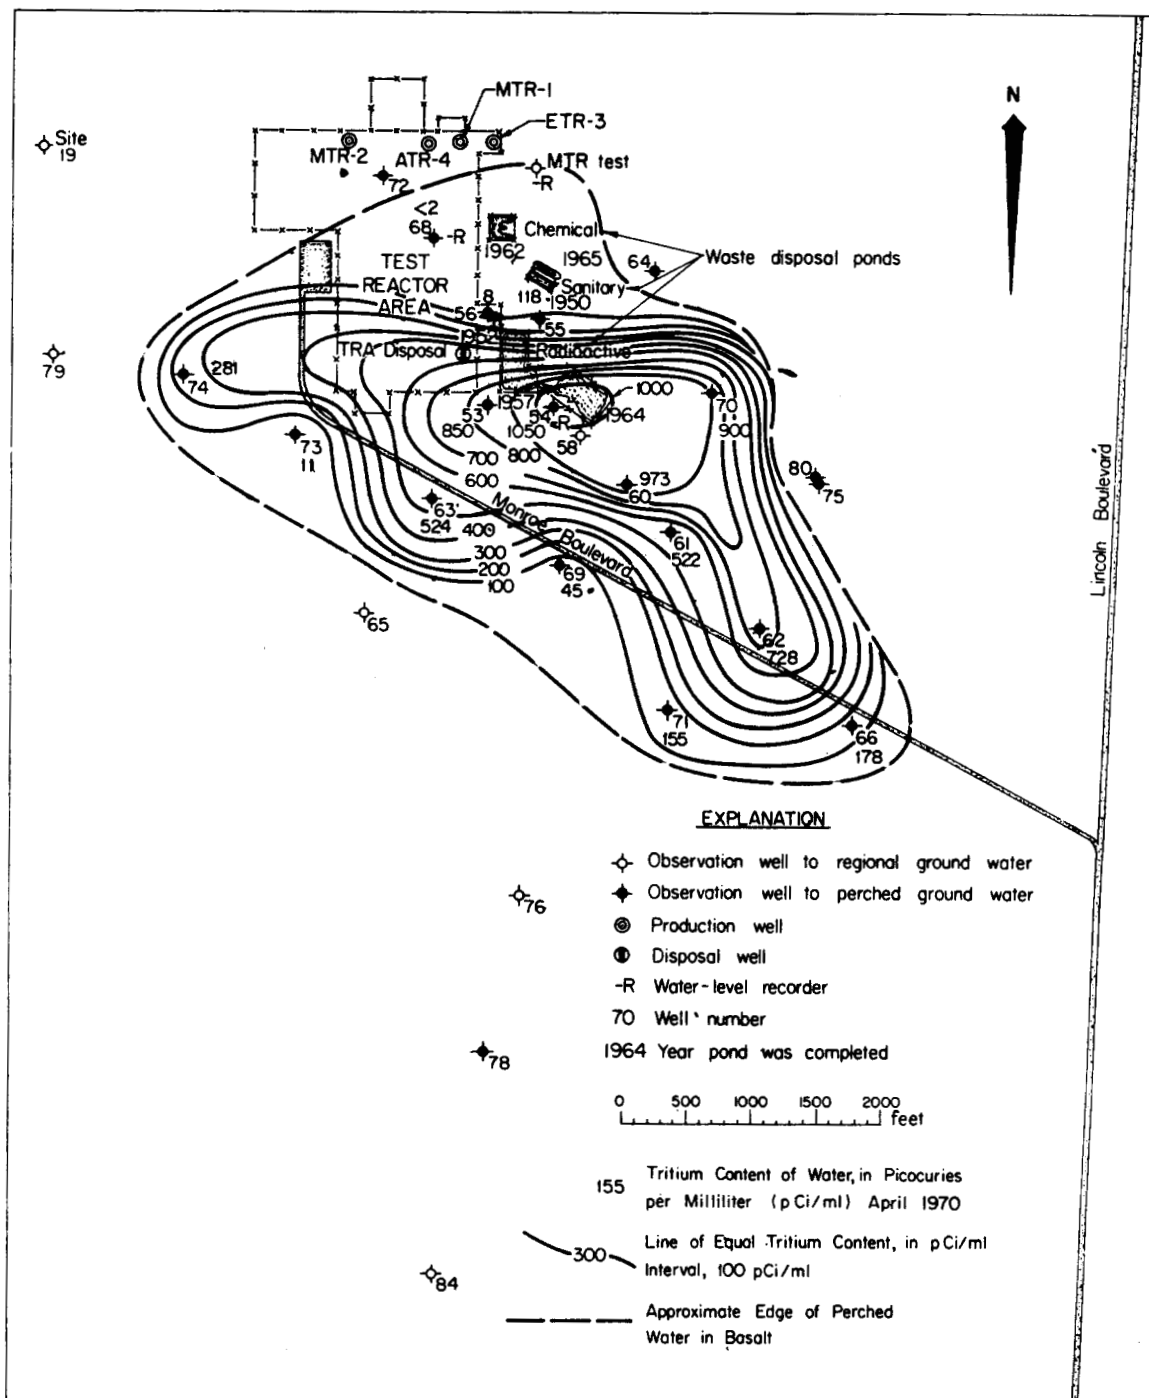 N
MTR-1
ETR-3
Site
19
MTR-2
ATR-4
MTR test
-R
72
<2
68
-R
Chemical
1962
1965
Waste disposal ponds
64
TEST
REACTOR
AREA
Sanitary
8
118
1950
56
55
1952
TRA Disposal
Radioactive
79
281
74
1000
70
1957
53
54
1964
900
850
1050
-R
58
73
11
700
800
973
60
80
75
600
63
524
400
Monroe Boulevard
61
522
300
200
100
69
45
Lincoln Boulevard
65
62
728
71
155
66
178
EXPLANATION
Observation well to regional ground water
Observation well to perched ground water
Production well
Disposal well
-R Water-level recorder
70 Well number
1964 Year pond was completed
0 500 1000 1500 2000
feet
155 Tritium Content of Water, in Picocuries
per Milliliter (pCi/ml) April 1970
300 Line of Equal Tritium Content, in pCi/ml
Interval, 100 pCi/ml
Approximate Edge of Perched
Water in Basalt
76
78
84